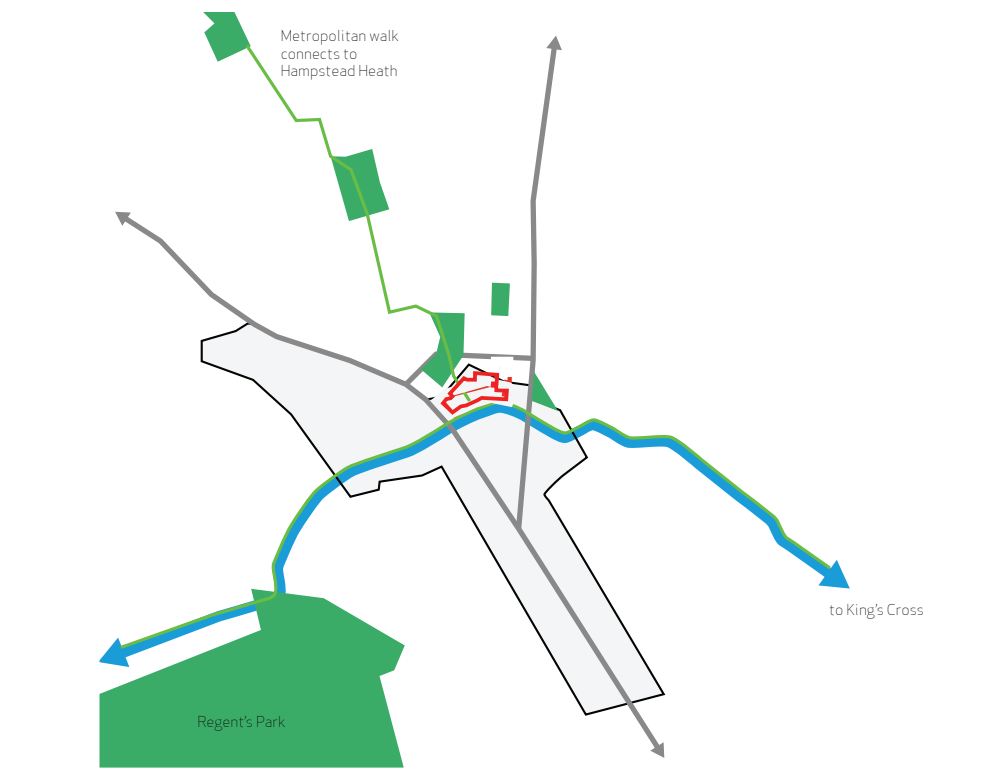 Metropolitan walk
connects to
Hampstead Heath
to King's Cross
Regent's Park